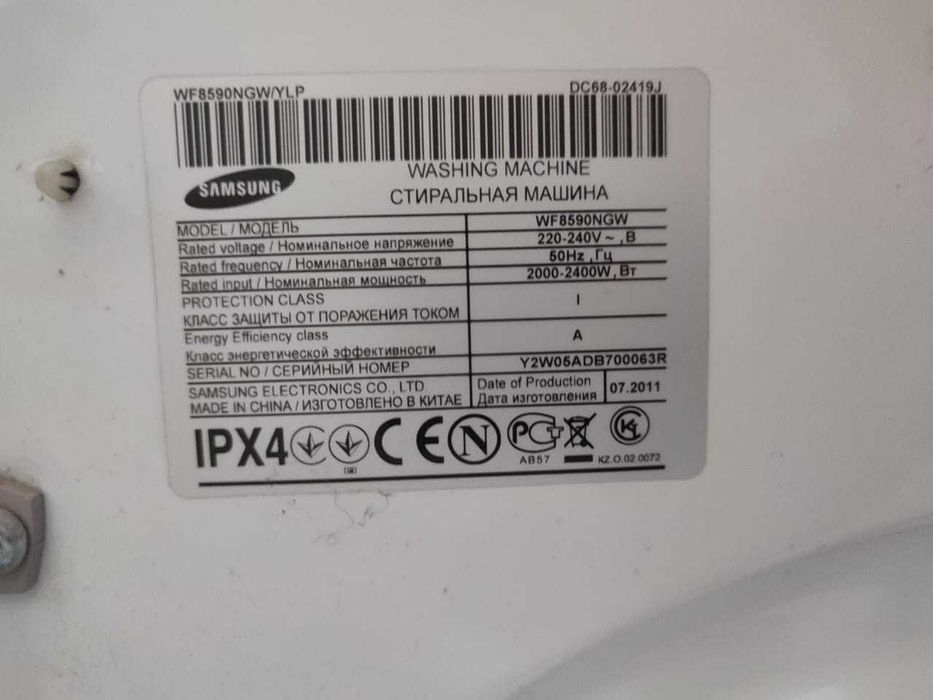 WF8590NGW/YLP DC68-02419J
WASHING MACHINE
SAMSUNG СТИРАЛЬНАЯ МАШИНА
MODEL / МОДЕЛЬ WF8590NGW
Rated voltage / Номинальное напряжение 220-240V ~ , В
Rated frequency / Номинальная частота 50Hz , Гц
Rated input / Номинальная мощность 2000-2400W, Вт
PROTECTION CLASS I
КЛАСС ЗАЩИТЫ ОТ ПОРАЖЕНИЯ ТОКОМ
Energy Efficiency class A
Класс энергетической эффективности
SERIAL NO / СЕРИЙНЫЙ НОМЕР Y2W05ADB700063R
SAMSUNG ELECTRONICS CO., LTD Date of Production 07.2011
MADE IN CHINA / ИЗГОТОВЛЕНО В КИТАЕ Дата изготовления
IPX4 CE N РСТ
АВ57 KZ.O.02.0072